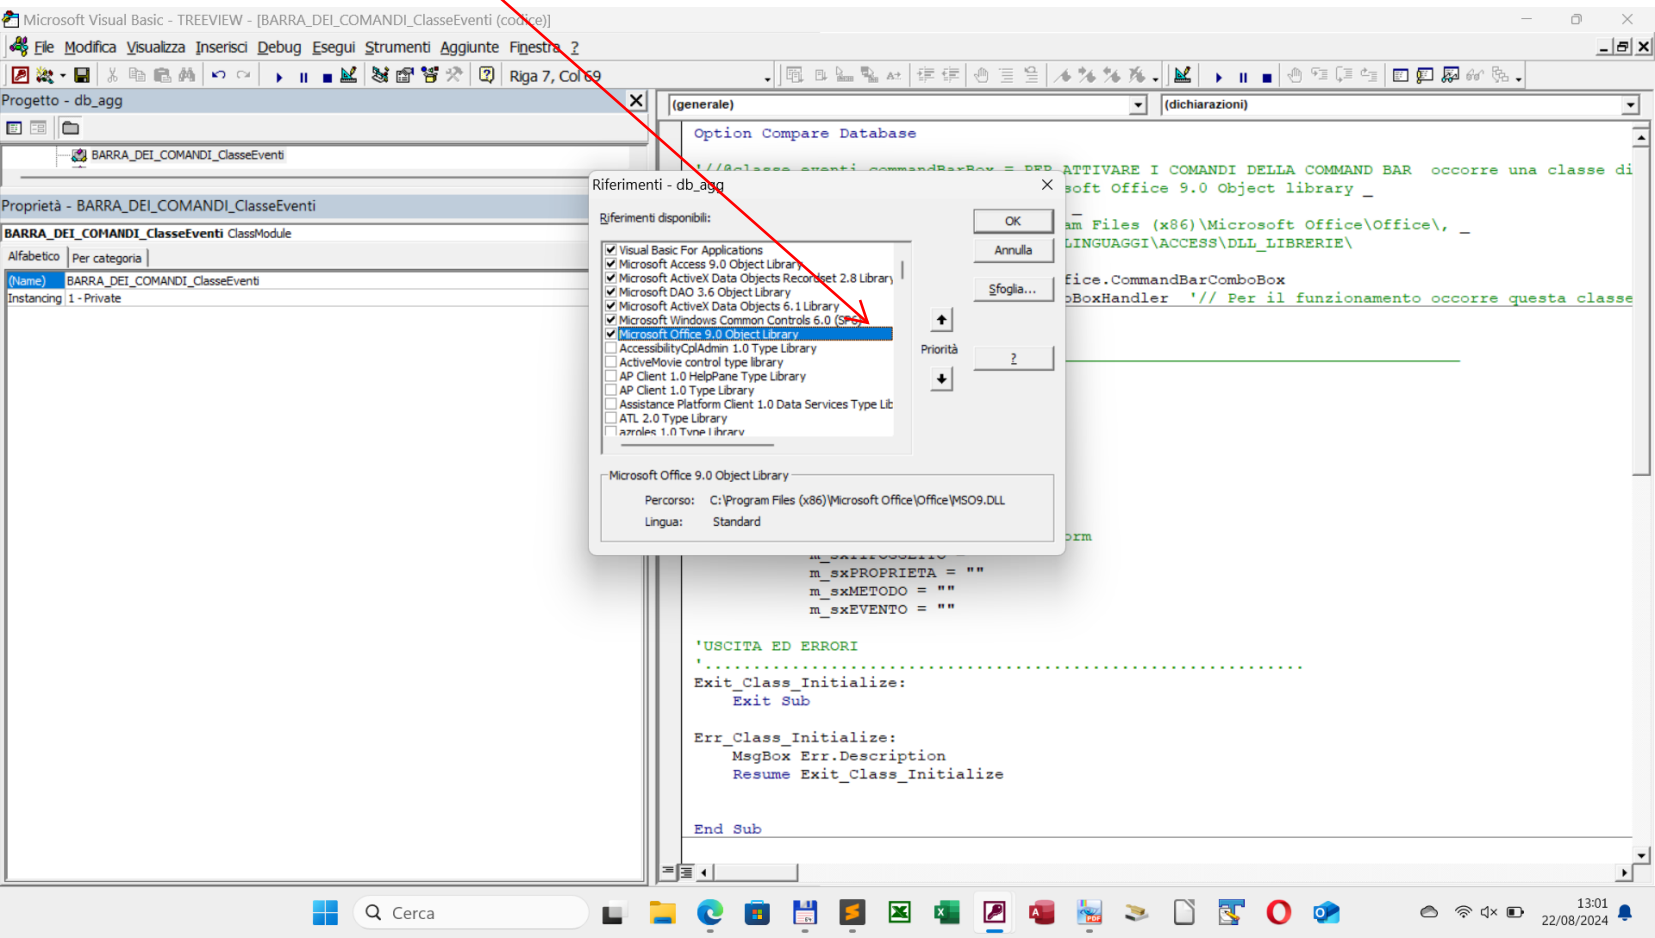 Microsoft Visual Basic - TREEVIEW - [BARRA_DEI_COMANDI_ClasseEventi (codice)]
File Modifica Visualizza Inserisci Debug Esegui Strumenti Aggiunte Finestra ?
Riga 7, Col 69
Progetto - db_agg
BARRA_DEI_COMANDI_ClasseEventi
Proprietà - BARRA_DEI_COMANDI_ClasseEventi
BARRA_DEI_COMANDI_ClasseEventi ClassModule
Alfabetico Per categoria
(Name) BARRA_DEI_COMANDI_ClasseEventi
Instancing 1 - Private
(generale) (dichiarazioni)
Option Compare Database
'//@classe eventi commandBarBox = PER ATTIVARE I COMANDI DELLA COMMAND BAR occorre una classe di
soft Office 9.0 Object library _
_
am Files (x86)\Microsoft Office\Office\, _
LINGUAGGI\ACCESS\DLL_LIBRERIE\
fice.CommandBarComboBox
oBoxHandler '// Per il funzionamento occorre questa classe
orm
m_sxPROPRIETA = ""
m_sxMETODO = ""
m_sxEVENTO = ""
'USCITA ED ERRORI
'..............................................................
Exit_Class_Initialize:
Exit Sub
Err_Class_Initialize:
MsgBox Err.Description
Resume Exit_Class_Initialize
End Sub
Riferimenti - db_agg
Riferimenti disponibili:
Visual Basic For Applications
Microsoft Access 9.0 Object Library
Microsoft ActiveX Data Objects Recordset 2.8 Library
Microsoft DAO 3.6 Object Library
Microsoft ActiveX Data Objects 6.1 Library
Microsoft Windows Common Controls 6.0 (SP6)
Microsoft Office 9.0 Object Library
AccessibilityCplAdmin 1.0 Type Library
ActiveMovie control type library
AP Client 1.0 HelpPane Type Library
AP Client 1.0 Type Library
Assistance Platform Client 1.0 Data Services Type Lib
ATL 2.0 Type Library
azroles 1.0 Type Library
OK
Annulla
Sfoglia...
Priorità
?
Microsoft Office 9.0 Object Library
Percorso: C:\Program Files (x86)\Microsoft Office\Office\MSO9.DLL
Lingua: Standard
Cerca
13:01
22/08/2024